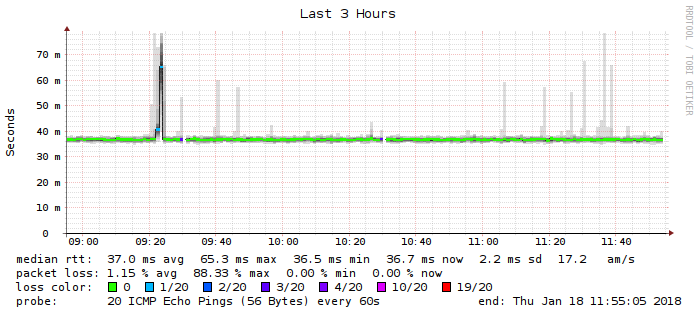 Last 3 Hours
RRDTOOL / TOBI OETIKER
Seconds
70 m
60 m
50 m
40 m
30 m
20 m
10 m
0
09:00 09:20 09:40 10:00 10:20 10:40 11:00 11:20 11:40
median rtt: 37.0 ms avg 65.3 ms max 36.5 ms min 36.7 ms now 2.2 ms sd 17.2 am/s
packet loss: 1.15 % avg 88.33 % max 0.00 % min 0.00 % now
loss color: 0 1/20 2/20 3/20 4/20 10/20 19/20
probe: 20 ICMP Echo Pings (56 Bytes) every 60s end: Thu Jan 18 11:55:05 2018